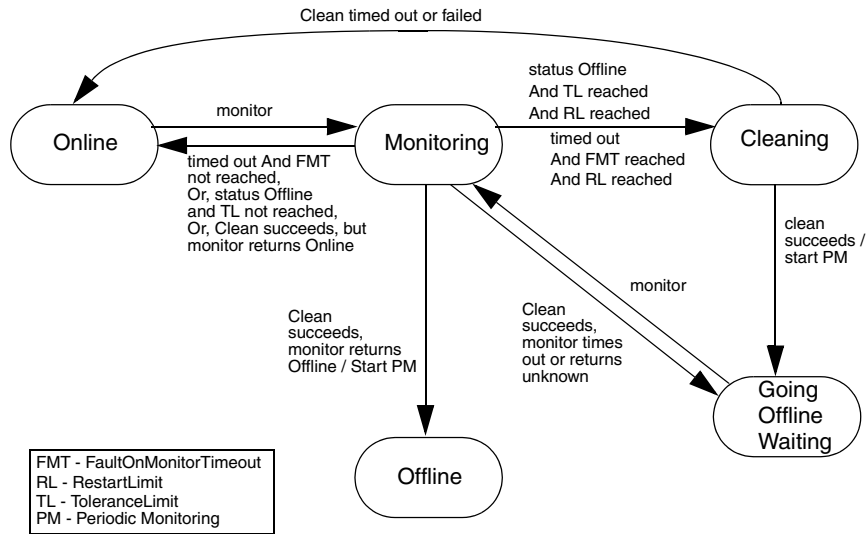 Clean timed out or failed
status Offline
And TL reached
And RL reached
Online
monitor
Monitoring
Cleaning
timed out
And FMT reached
And RL reached
timed out And FMT
not reached,
Or, status Offline
and TL not reached,
Or, Clean succeeds, but
monitor returns Online
clean
succeeds /
start PM
monitor
Clean
succeeds,
monitor returns
Offline / Start PM
Clean
succeeds,
monitor times
out or returns
unknown
Going
Offline
Waiting
Offline
FMT - FaultOnMonitorTimeout
RL - RestartLimit
TL - ToleranceLimit
PM - Periodic Monitoring